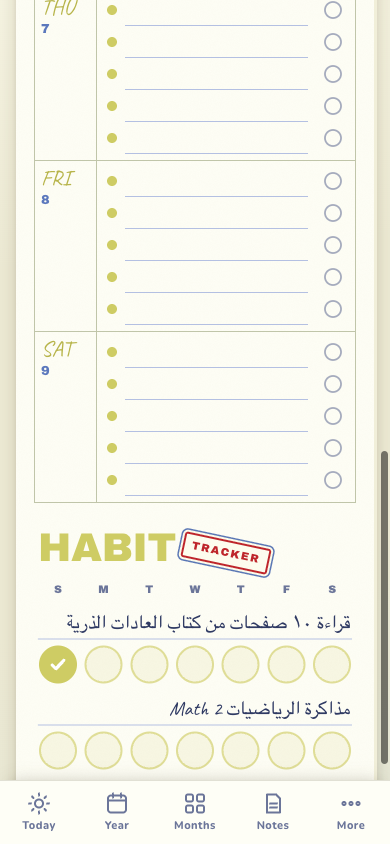 THU
7
FRI
8
SAT
9
HABIT TRACKER
S M T W T F S
قراءة ١٠ صفحات من كتاب العادات الذرية
مذاكرة الرياضيات Math 2
Today Year Months Notes More